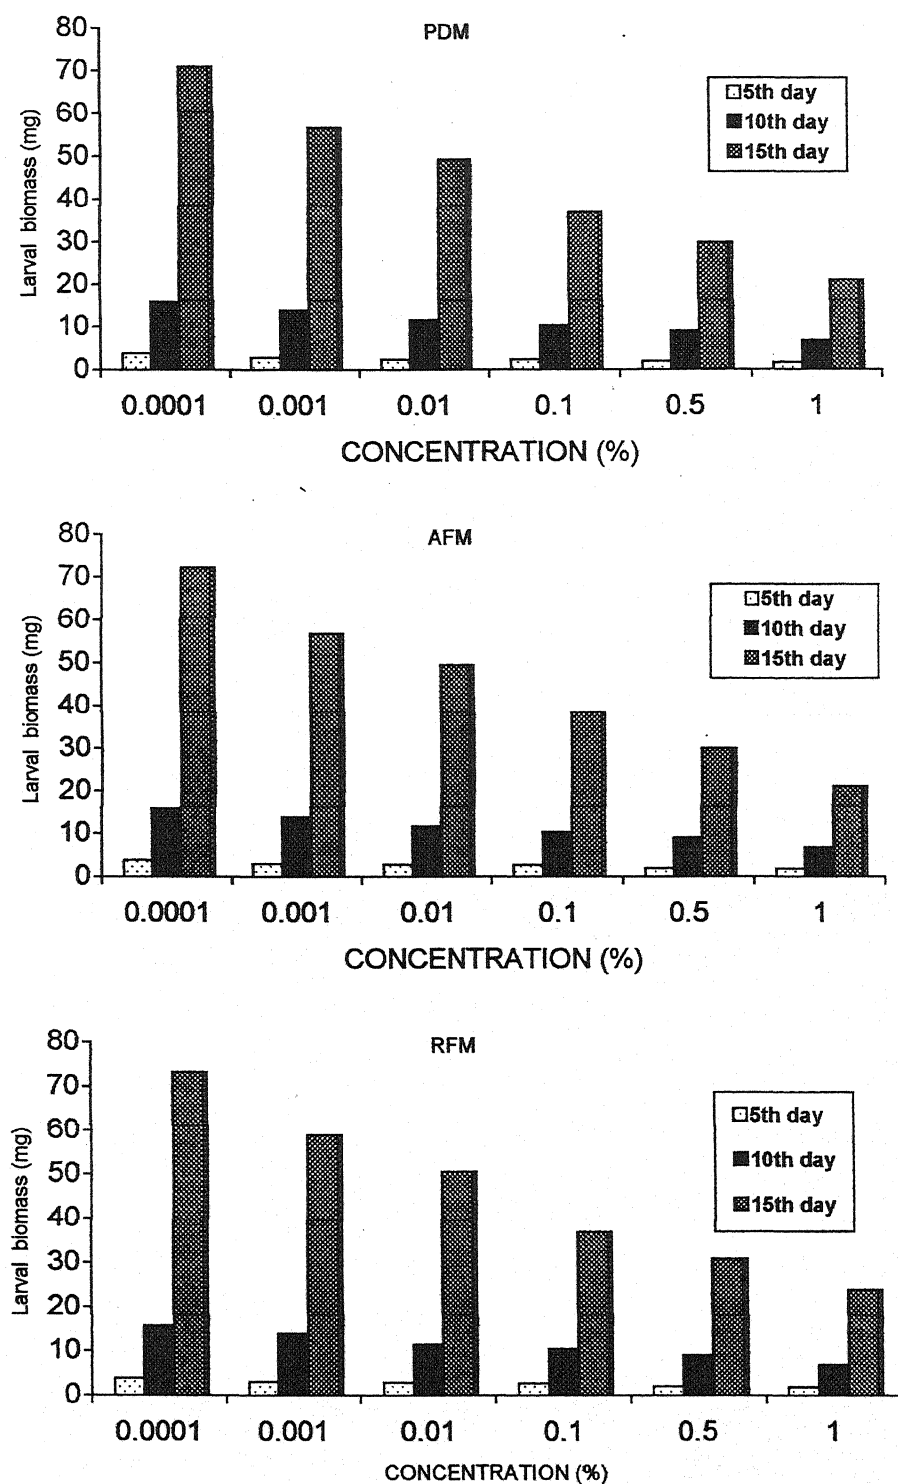 PDM
80
70
60
50
40
30
20
10
0
Larval biomass (mg)
5th day
10th day
15th day
0.0001 0.001 0.01 0.1 0.5 1
CONCENTRATION (%)
AFM
80
70
60
50
40
30
20
10
0
Larval biomass (mg)
5th day
10th day
15th day
0.0001 0.001 0.01 0.1 0.5 1
CONCENTRATION (%)
RFM
80
70
60
50
40
30
20
10
0
Larval biomass (mg)
5th day
10th day
15th day
0.0001 0.001 0.01 0.1 0.5 1
CONCENTRATION (%)